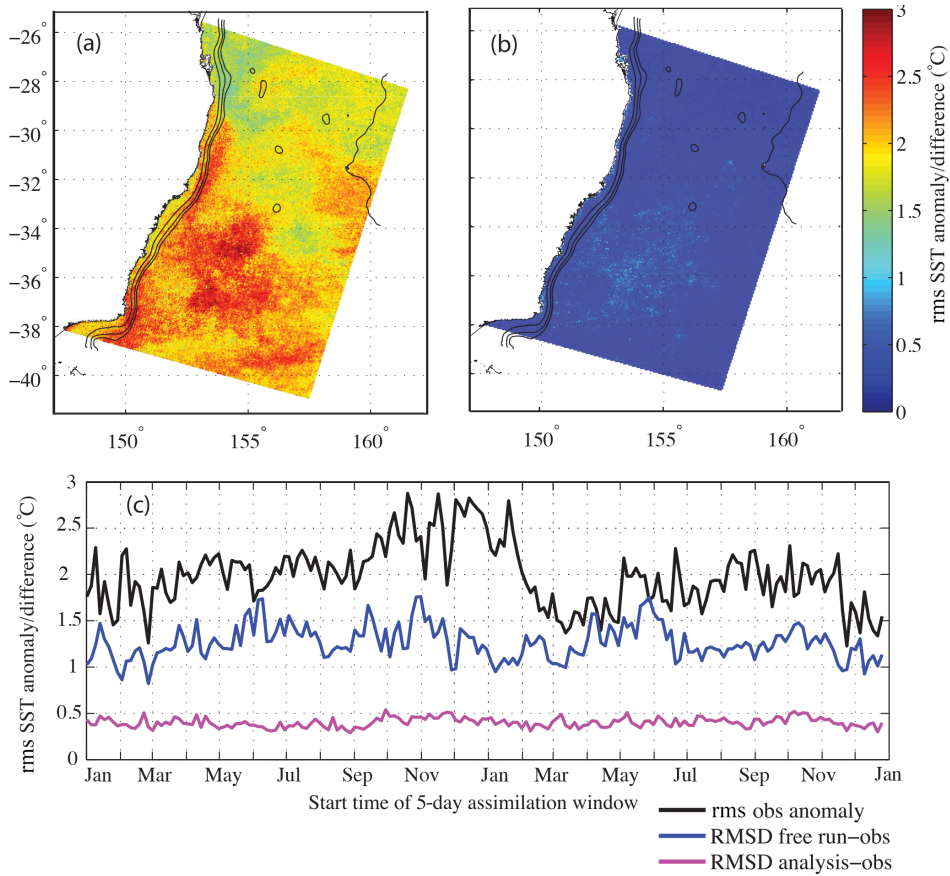 (a)
−26°
−28°
−30°
−32°
−34°
−36°
−38°
−40°
150°
155°
160°
(b)
150°
155°
160°
3
2.5
2
1.5
1
0.5
0
rms SST anomaly/difference (°C)
(c)
rms SST anomaly/difference (°C)
3
2.5
2
1.5
1
0.5
0
Jan Mar May Jul Sep Nov Jan Mar May Jul Sep Nov Jan
Start time of 5-day assimilation window
rms obs anomaly
RMSD free run−obs
RMSD analysis−obs